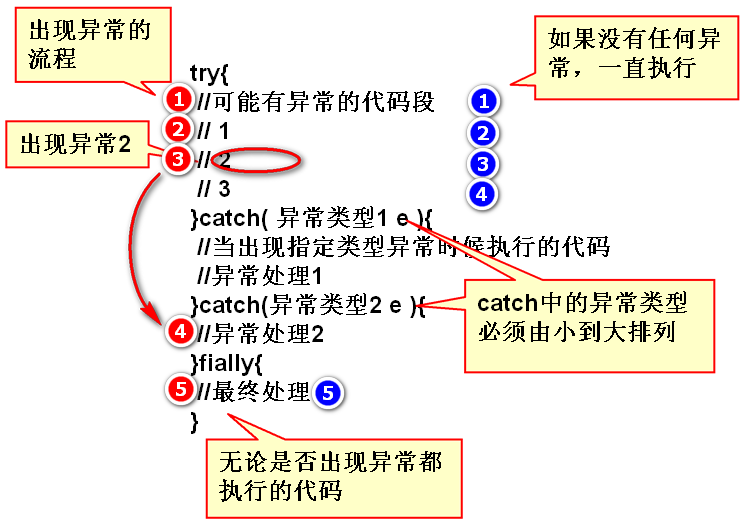 出现异常的
流程
如果没有任何异
常，一直执行
try{
1 //可能有异常的代码段 1
2 // 1 2
出现异常2
3 // 2 3
// 3 4
}catch( 异常类型1 e ){
//当出现指定类型异常时候执行的代码
//异常处理1
}catch(异常类型2 e ){
catch中的异常类型
必须由小到大排列
4 //异常处理2
}fially{
5 //最终处理 5
}
无论是否出现异常都
执行的代码